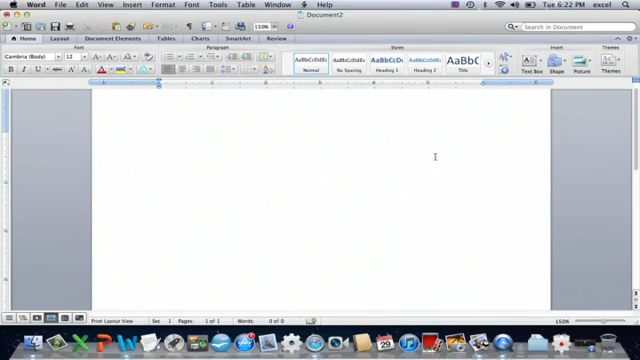 Word File Edit View Insert Format Font Tools Table Window Help Tue 6:22 PM excel
Document2
150% Search in Document
Home Layout Document Elements Tables Charts SmartArt Review
Font Paragraph Styles Insert Themes
Cambria (Body) 12 AaBbCcDdEe AaBbCcDdEe AaBbCcDc AaBbCcDdEe AaBbC
B I U Normal No Spacing Heading 1 Heading 2 Title Text Box Shape Picture Themes
Print Layout View Sec 1 Pages: 1 of 1 Words: 0 of 0 150%
29